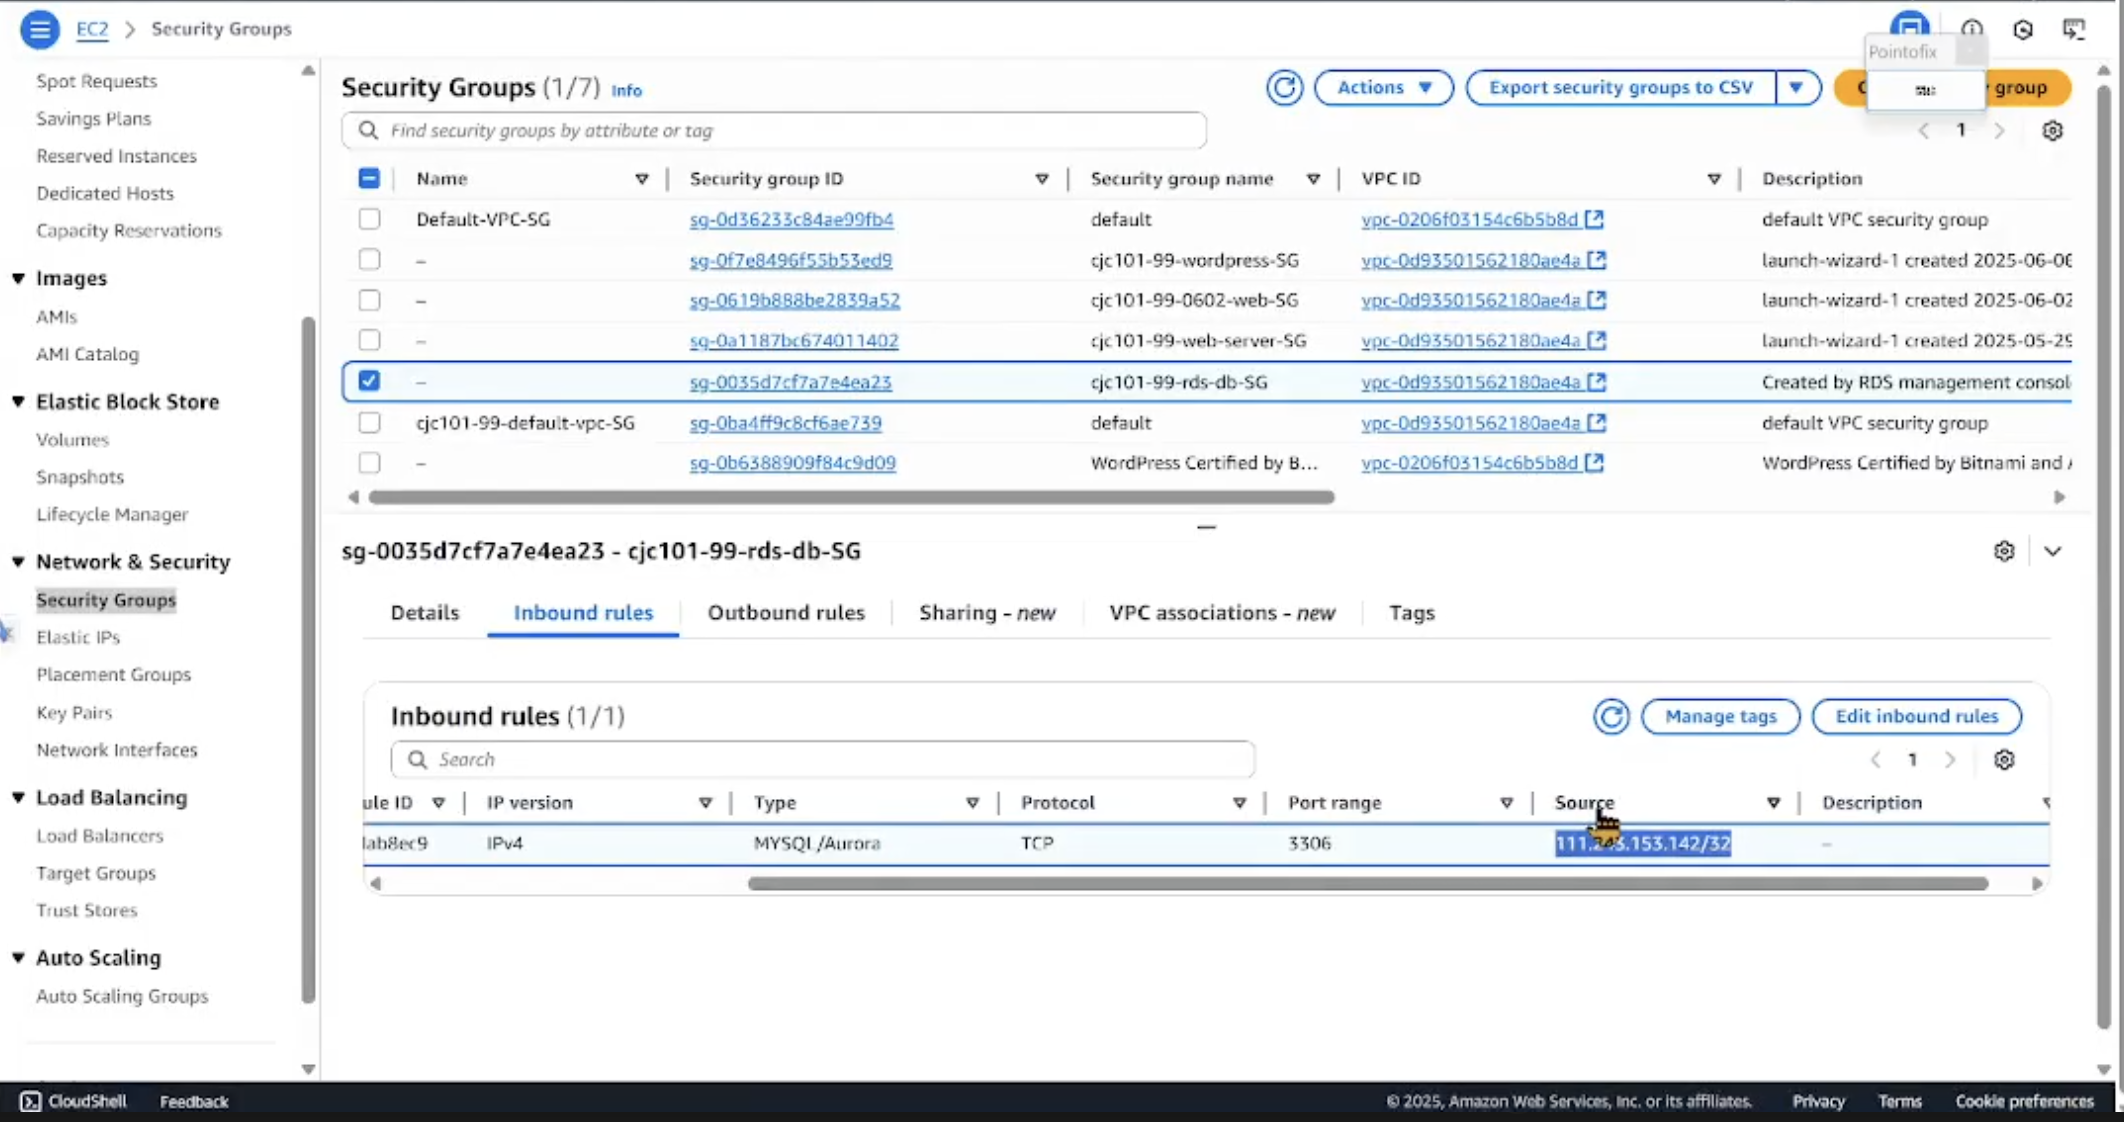 EC2 > Security Groups
Pointofix
Spot Requests
Savings Plans
Reserved Instances
Dedicated Hosts
Capacity Reservations
Images
AMIs
AMI Catalog
Elastic Block Store
Volumes
Snapshots
Lifecycle Manager
Network & Security
Security Groups
Elastic IPs
Placement Groups
Key Pairs
Network Interfaces
Load Balancing
Load Balancers
Target Groups
Trust Stores
Auto Scaling
Auto Scaling Groups
Security Groups (1/7) Info
Actions
Export security groups to CSV
group
Find security groups by attribute or tag
1
Name Security group ID Security group name VPC ID Description
Default-VPC-SG sg-0d36233c84ae99fb4 default vpc-0206f03154c6b5b8d default VPC security group
– sg-0f7e8496f55b53ed9 cjc101-99-wordpress-SG vpc-0d93501562180ae4a launch-wizard-1 created 2025-06-06
– sg-0619b888be2839a52 cjc101-99-0602-web-SG vpc-0d93501562180ae4a launch-wizard-1 created 2025-06-02
– sg-0a1187bc674011402 cjc101-99-web-server-SG vpc-0d93501562180ae4a launch-wizard-1 created 2025-05-29
– sg-0035d7cf7a7e4ea23 cjc101-99-rds-db-SG vpc-0d93501562180ae4a Created by RDS management consol
cjc101-99-default-vpc-SG sg-0ba4ff9c8cf6ae739 default vpc-0d93501562180ae4a default VPC security group
– sg-0b6388909f84c9d09 WordPress Certified by B... vpc-0206f03154c6b5b8d WordPress Certified by Bitnami and
sg-0035d7cf7a7e4ea23 - cjc101-99-rds-db-SG
Details Inbound rules Outbound rules Sharing - new VPC associations - new Tags
Inbound rules (1/1)
Manage tags
Edit inbound rules
Search
1
ule ID IP version Type Protocol Port range Source Description
lab8ec9 IPv4 MYSQL/Aurora TCP 3306 .153.142/32 –
CloudShell Feedback © 2025, Amazon Web Services, Inc. or its affiliates. Privacy Terms Cookie preferences